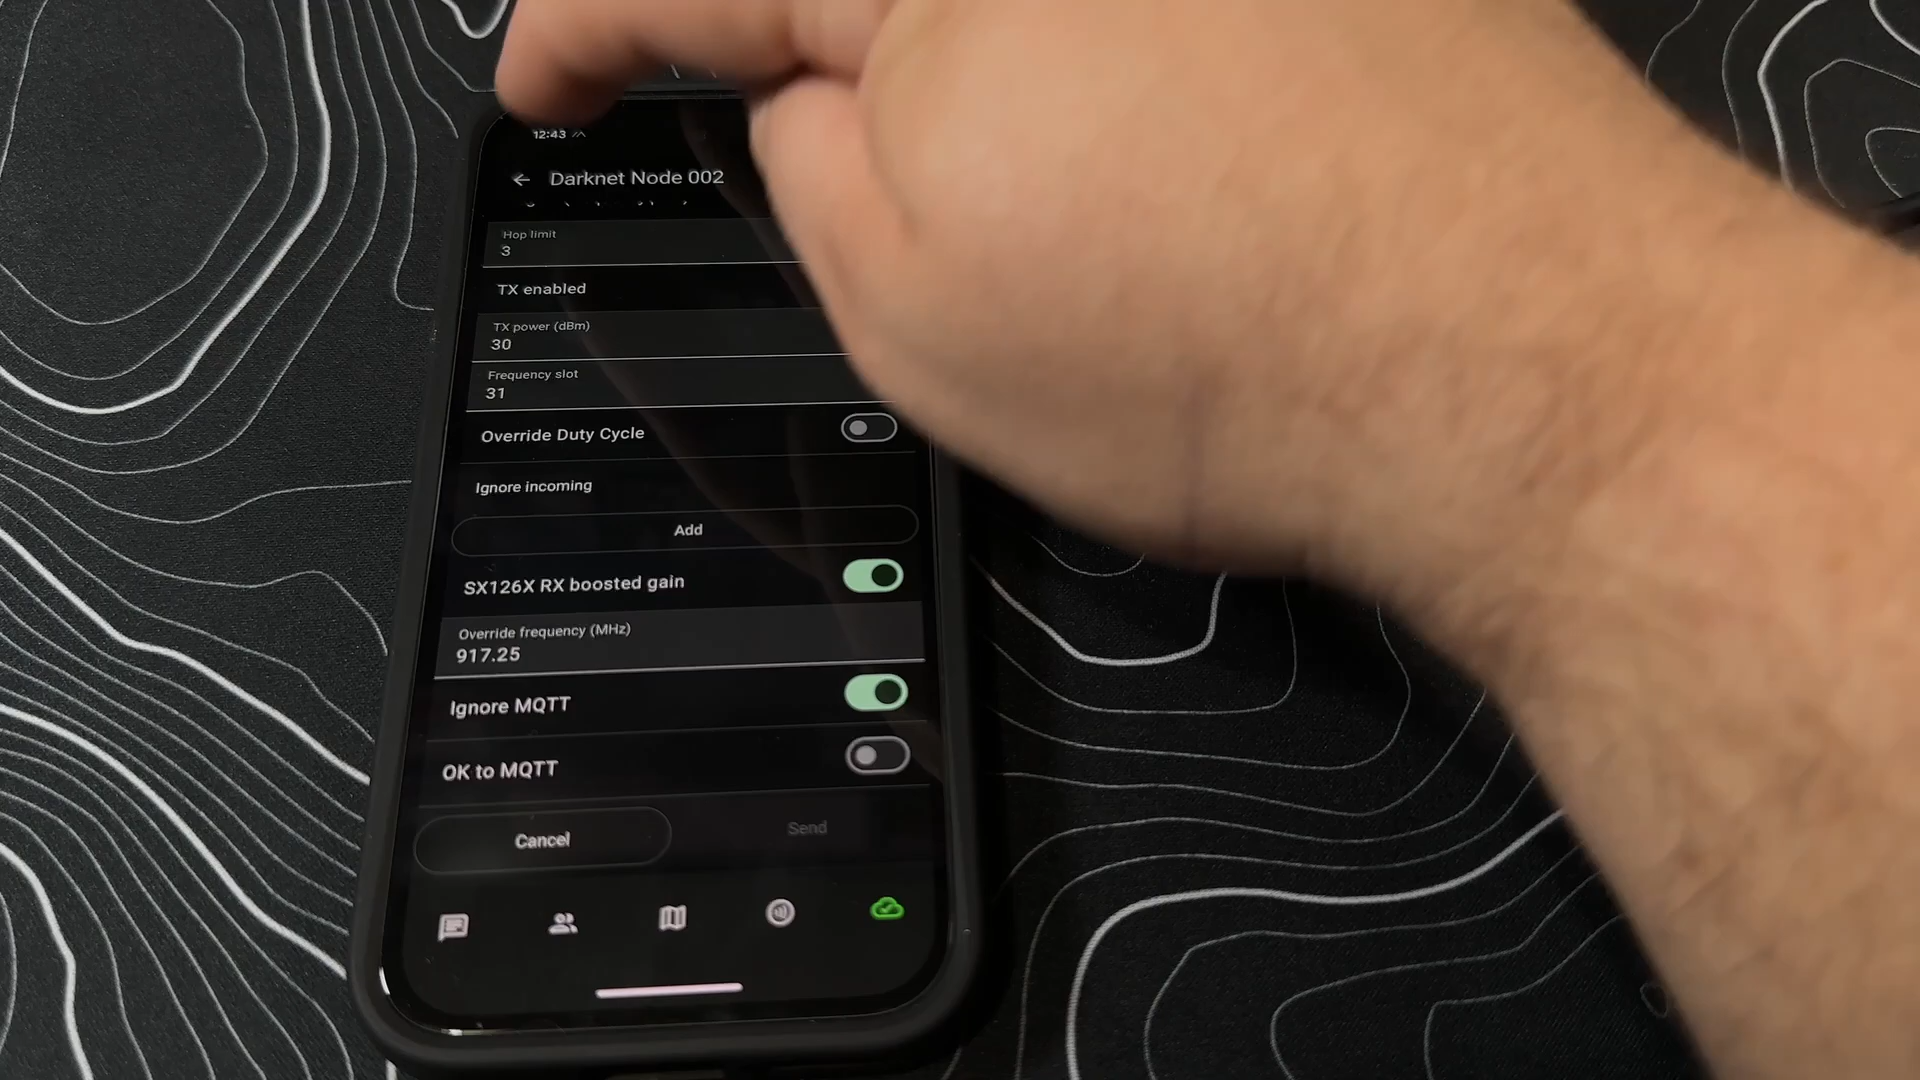 12:43
Darknet Node 002
Hop limit
3
TX enabled
TX power (dBm)
30
Frequency slot
31
Override Duty Cycle
Ignore incoming
Add
SX126X RX boosted gain
Override frequency (MHz)
917.25
Ignore MQTT
OK to MQTT
Cancel
Send